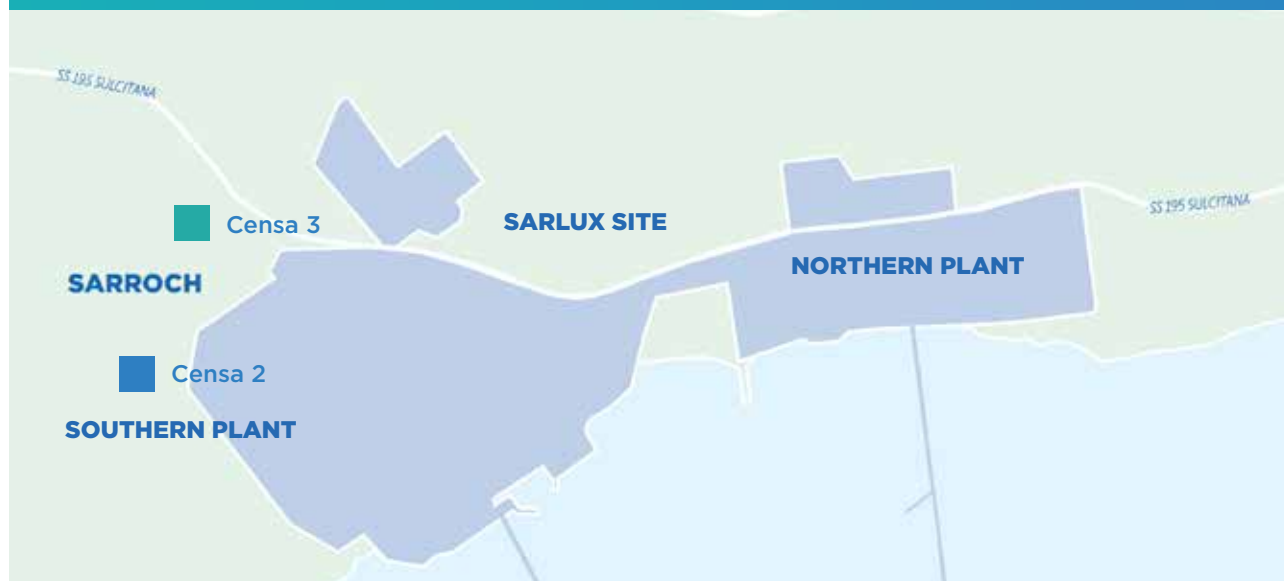 SS 195 SULCITANA
Censa 3
SARLUX SITE
SS 195 SULCITANA
SARROCH
NORTHERN PLANT
Censa 2
SOUTHERN PLANT